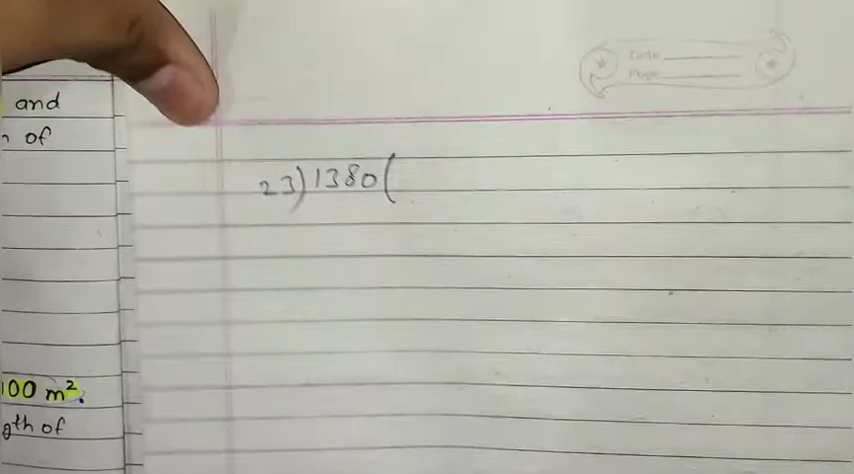 and
of
Date
Page
23)1380(
100 m².
gth of